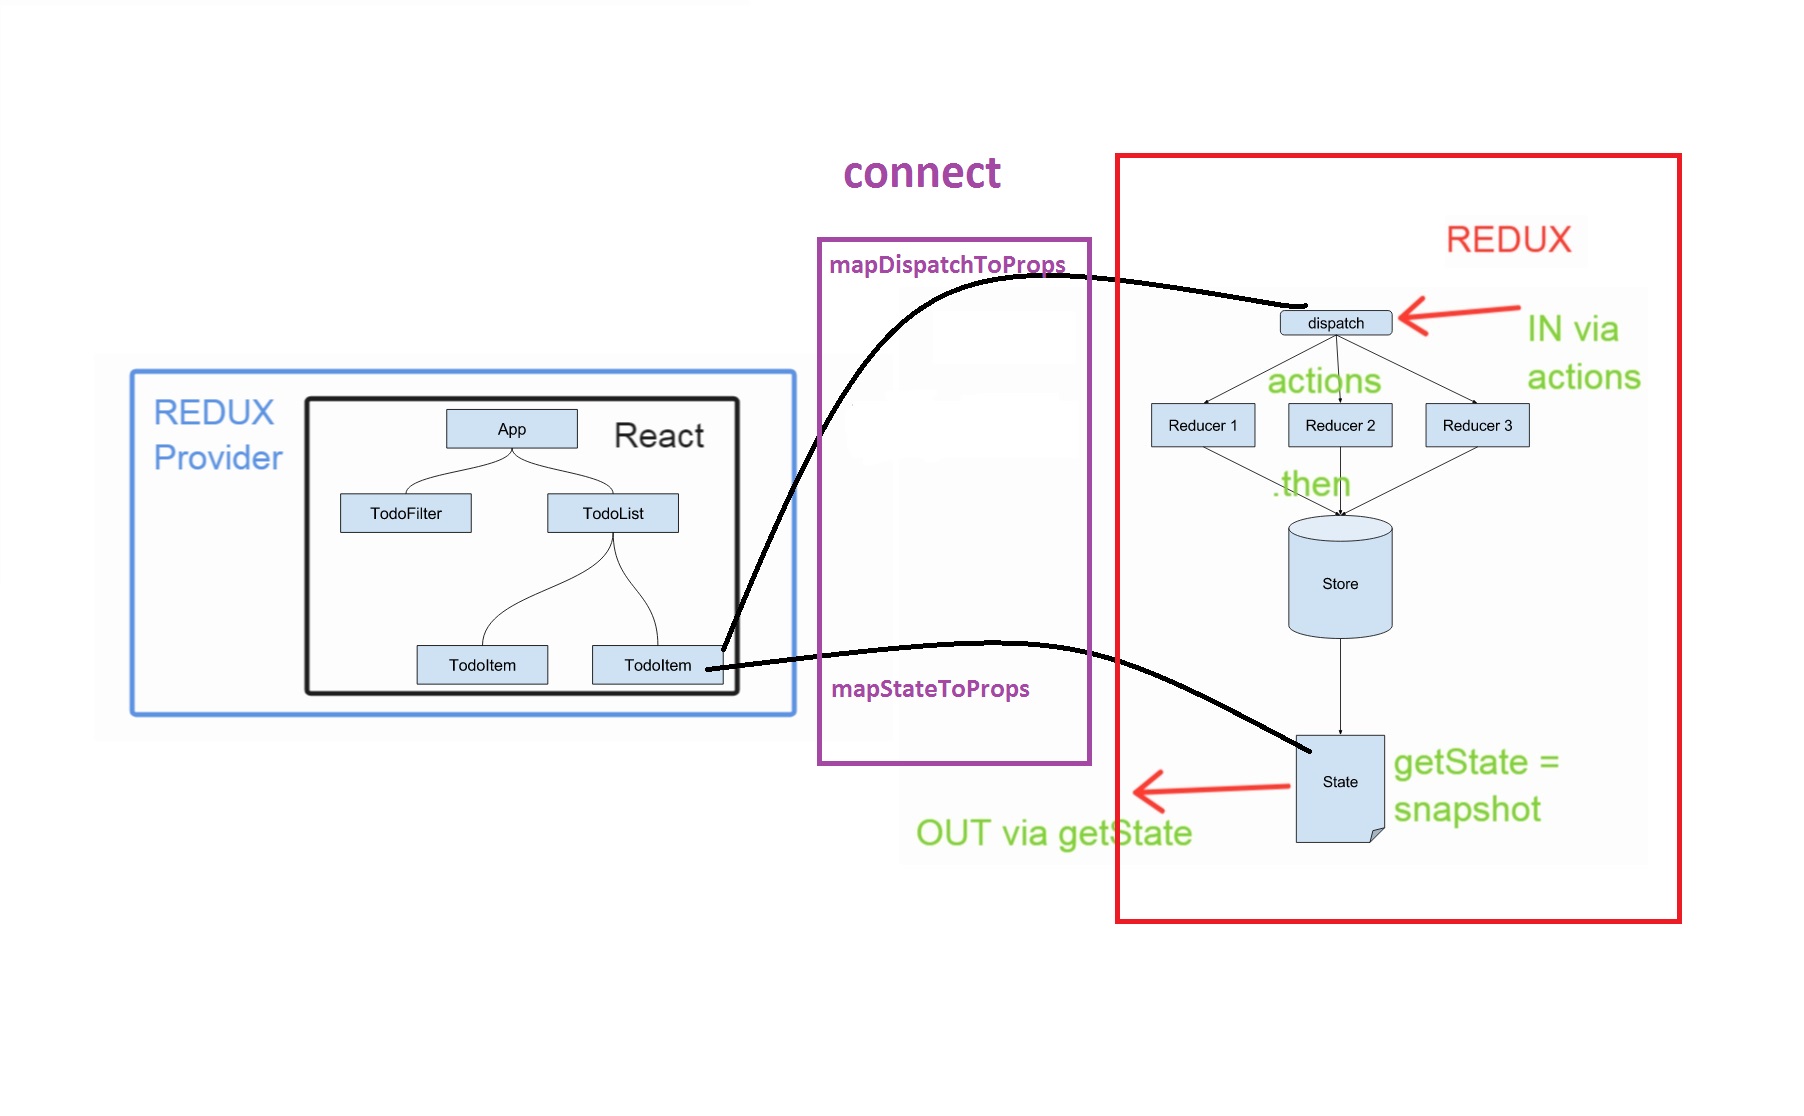 connect
mapDispatchToProps
REDUX
dispatch
IN via
actions
actions
Reducer 1
Reducer 2
Reducer 3
.then
Store
REDUX
Provider
App
React
TodoFilter
TodoList
TodoItem
TodoItem
mapStateToProps
State
getState =
snapshot
OUT via getState